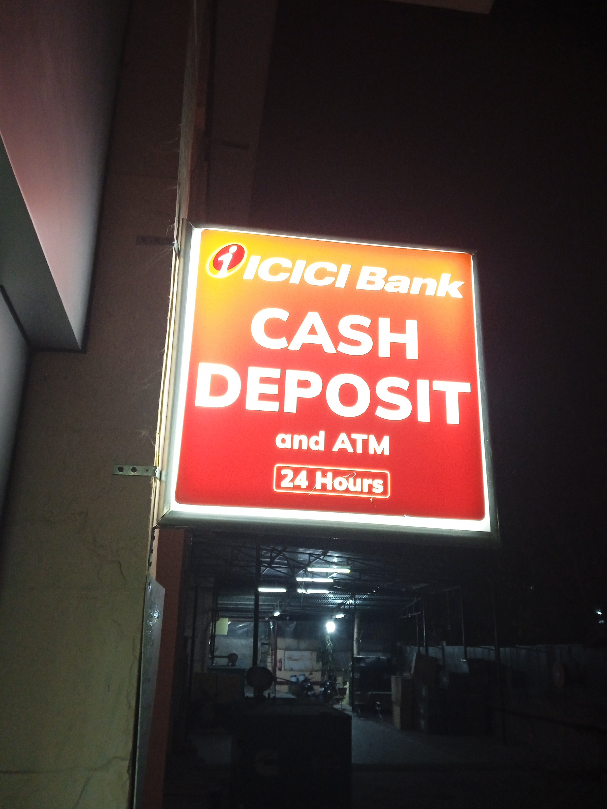 ICICI Bank
CASH
DEPOSIT
and ATM
24 Hours